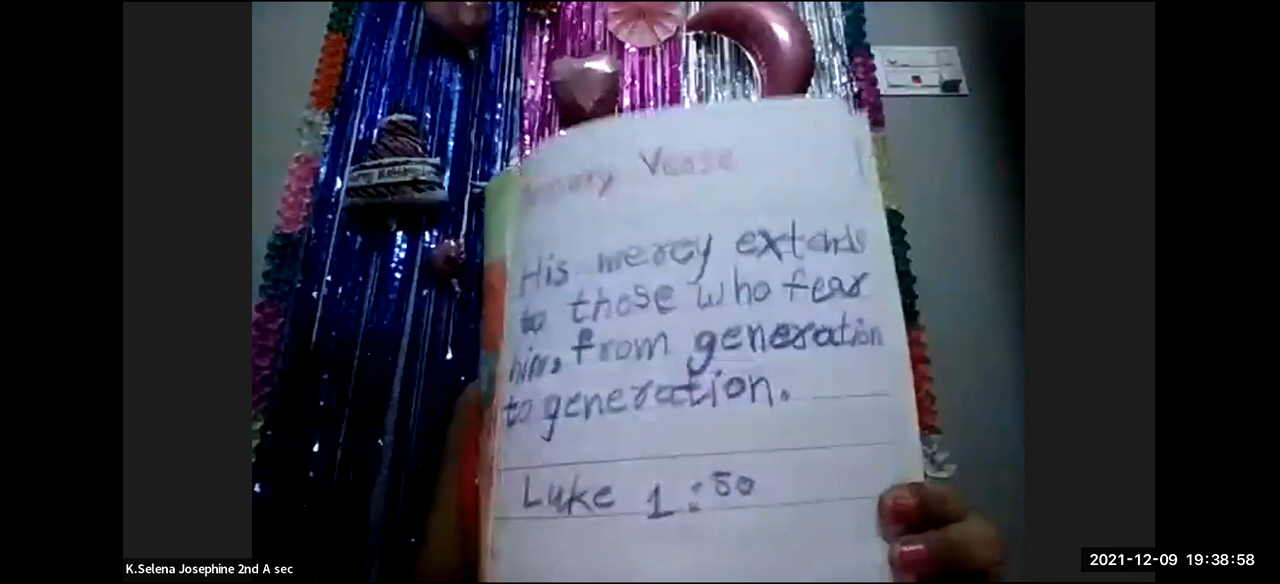 Verse
His mercy extends
to those who fear
him, from generation
to generation.
Luke 1:50
K.Selena Josephine 2nd A sec
2021-12-09 19:38:58